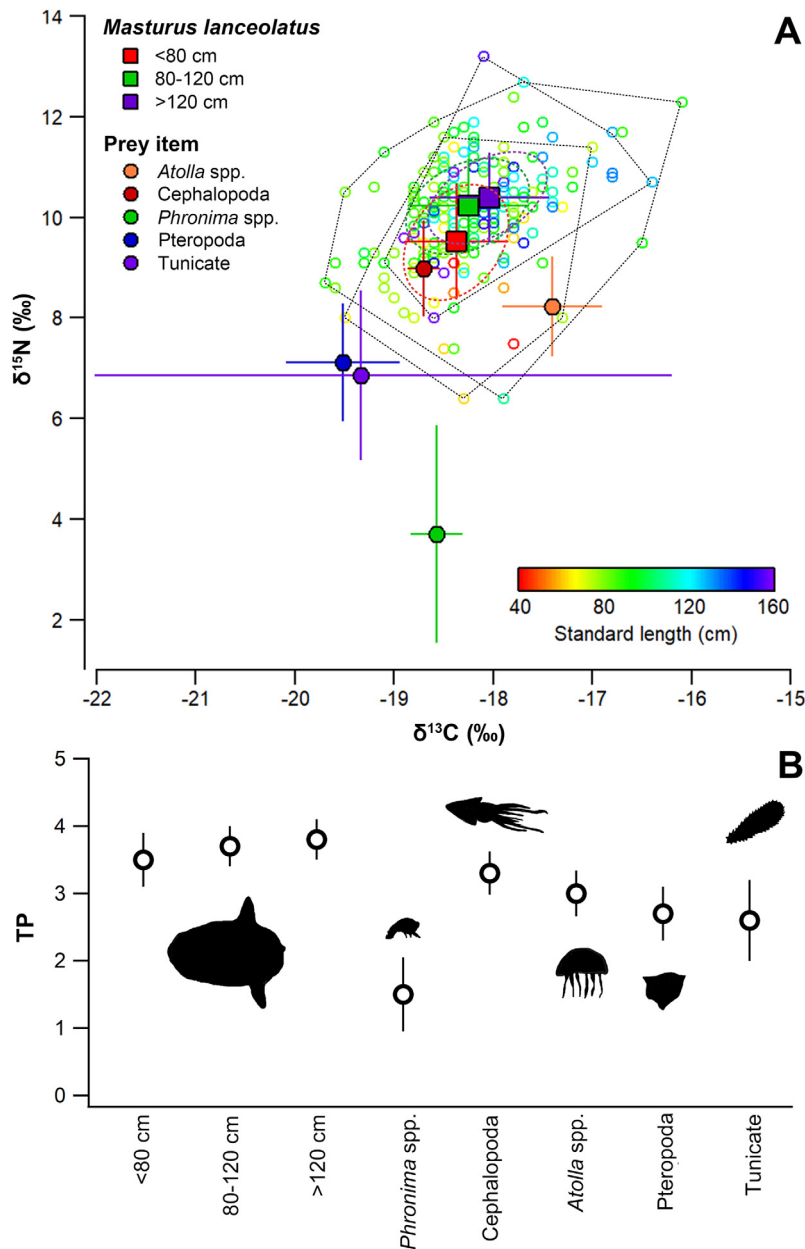 A
Masturus lanceolatus
<80 cm
80-120 cm
>120 cm
Prey item
Atolla spp.
Cephalopoda
Phronima spp.
Pteropoda
Tunicate
14
12
10
8
6
4
2
δ15N (‰)
40 80 120 160
Standard length (cm)
-22 -21 -20 -19 -18 -17 -16 -15
δ13C (‰)
B
5
4
3
2
1
0
TP
<80 cm
80-120 cm
>120 cm
Phronima spp.
Cephalopoda
Atolla spp.
Pteropoda
Tunicate